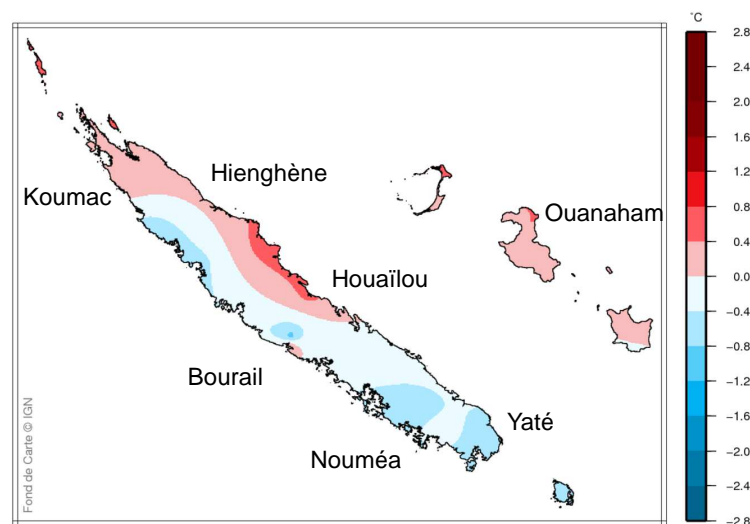 °C
2.8
2.4
2.0
1.6
1.2
0.8
0.4
0.0
−0.4
−0.8
−1.2
−1.6
−2.0
−2.4
−2.8
Hienghène
Koumac
Ouanaham
Houaïlou
Bourail
Yaté
Nouméa
Fond de Carte © IGN